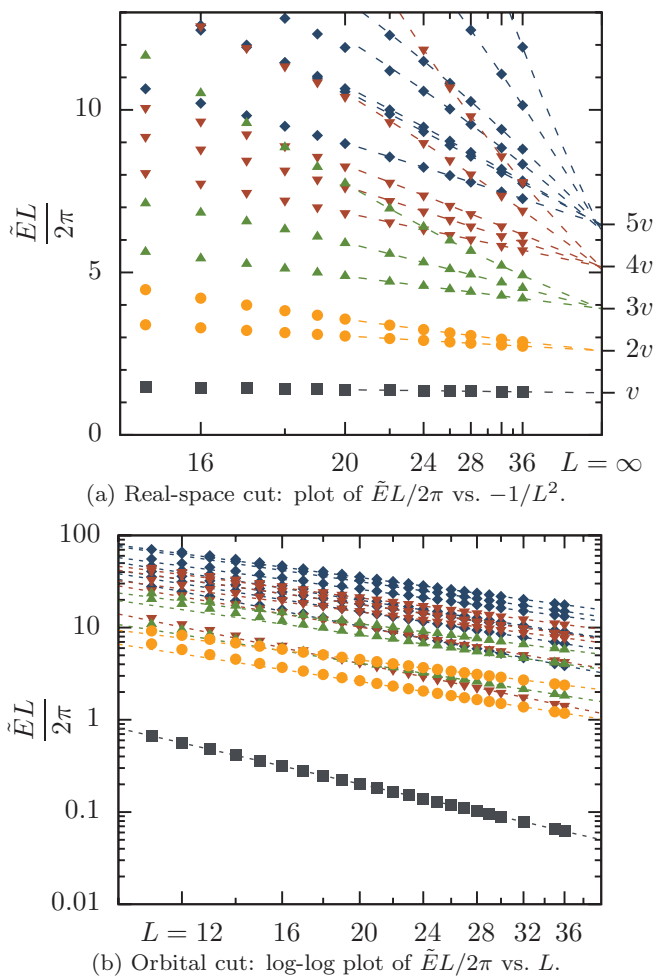 10
5
0
ẼL
2π
5v
4v
3v
2v
v
16 20 24 28 36 L = ∞
(a) Real-space cut: plot of ẼL/2π vs. −1/L².
100
10
1
0.1
0.01
ẼL
2π
L = 12 16 20 24 28 32 36
(b) Orbital cut: log-log plot of ẼL/2π vs. L.